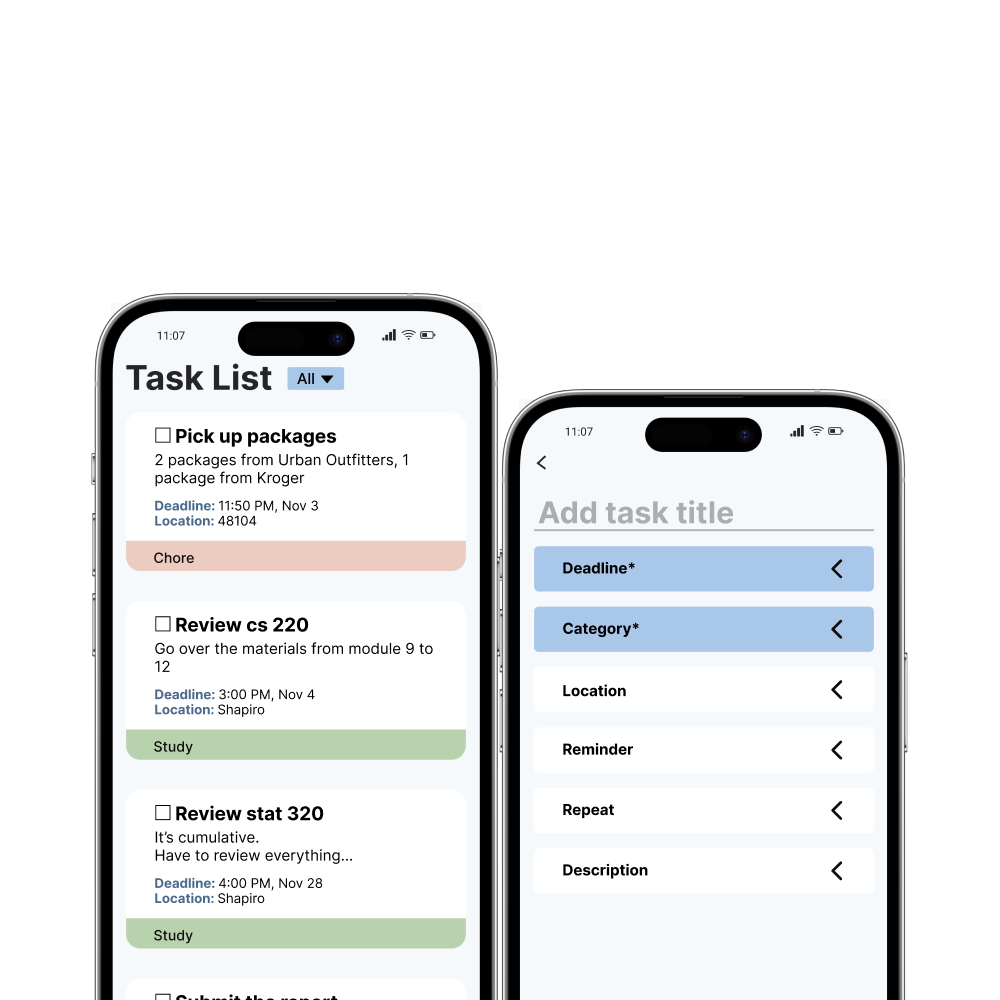 11:07
Task List
All
Pick up packages
2 packages from Urban Outfitters, 1
package from Kroger
Deadline: 11:50 PM, Nov 3
Location: 48104
Chore
Review cs 220
Go over the materials from module 9 to
12
Deadline: 3:00 PM, Nov 4
Location: Shapiro
Study
Review stat 320
It’s cumulative.
Have to review everything...
Deadline: 4:00 PM, Nov 28
Location: Shapiro
Study
Submit the report
11:07
Add task title
Deadline*
Category*
Location
Reminder
Repeat
Description